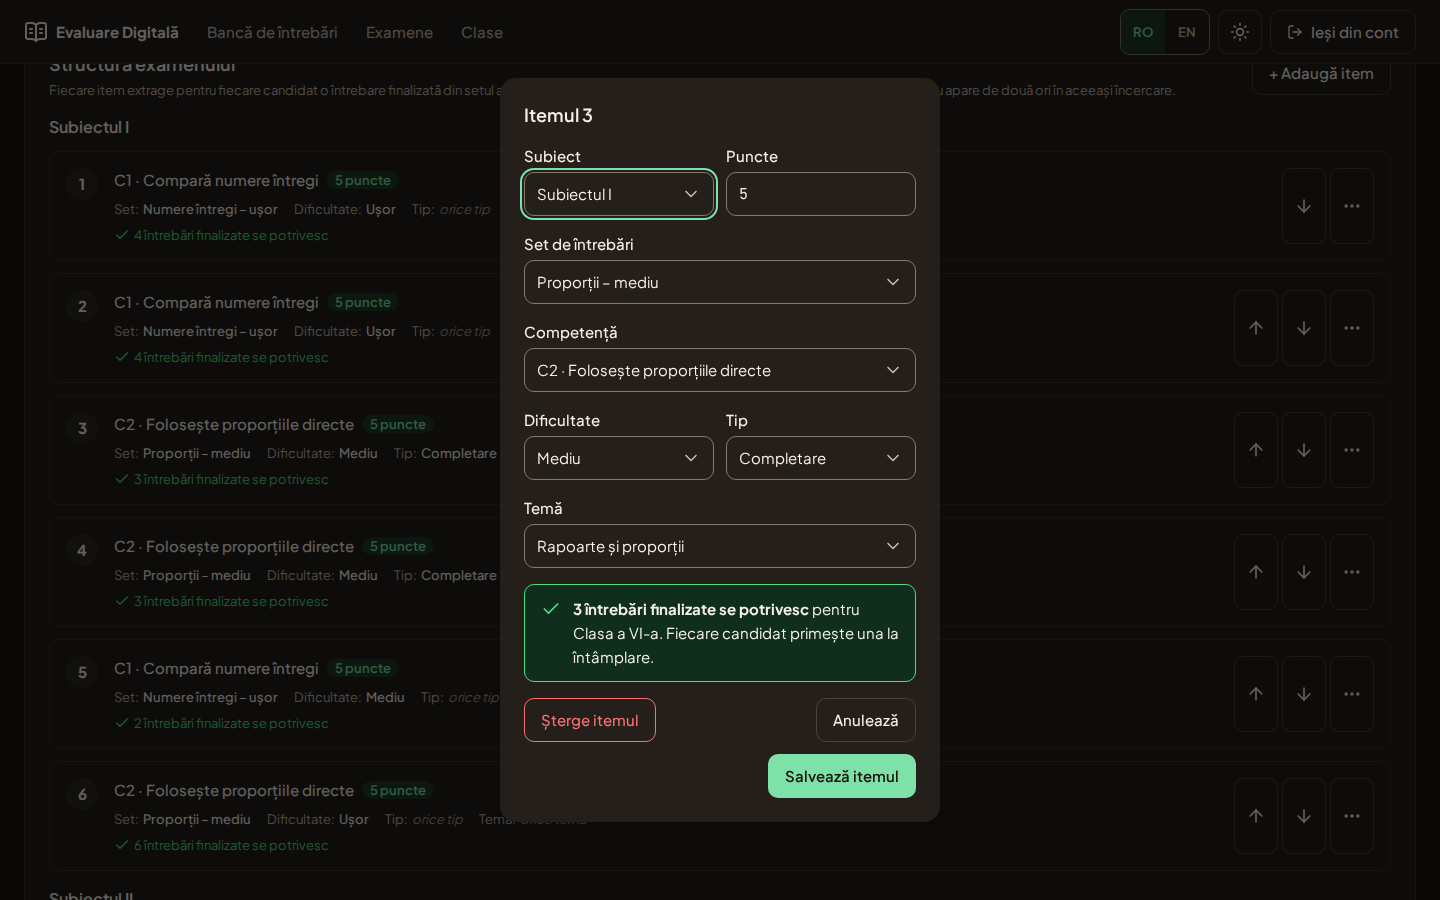 Evaluare Digitală
Bancă de întrebări
Examene
Clase
RO
EN
Ieși din cont
Structura examenului
+ Adaugă item
Fiecare item extrage pentru fiecare candidat o întrebare finalizată din setul
apare de două ori în aceeași încercare.
Subiectul I
1
C1 · Compară numere întregi
5 puncte
Set: Numere întregi – ușor Dificultate: Ușor Tip: orice tip
4 întrebări finalizate se potrivesc
2
C1 · Compară numere întregi
5 puncte
Set: Numere întregi – ușor Dificultate: Ușor Tip: orice tip
4 întrebări finalizate se potrivesc
3
C2 · Folosește proporțiile directe
5 puncte
Set: Proporții – mediu Dificultate: Mediu Tip: Completare
3 întrebări finalizate se potrivesc
4
C2 · Folosește proporțiile directe
5 puncte
Set: Proporții – mediu Dificultate: Mediu Tip: Completare
3 întrebări finalizate se potrivesc
5
C1 · Compară numere întregi
5 puncte
Set: Numere întregi – ușor Dificultate: Mediu Tip: orice tip
2 întrebări finalizate se potrivesc
6
C2 · Folosește proporțiile directe
5 puncte
Set: Proporții – mediu Dificultate: Ușor Tip: orice tip Temă: orice temă
6 întrebări finalizate se potrivesc
Subiectul II
Itemul 3
Subiect
Puncte
Subiectul I
5
Set de întrebări
Proporții – mediu
Competență
C2 · Folosește proporțiile directe
Dificultate
Tip
Mediu
Completare
Temă
Rapoarte și proporții
3 întrebări finalizate se potrivesc pentru
Clasa a VI-a. Fiecare candidat primește una la
întâmplare.
Șterge itemul
Anulează
Salvează itemul